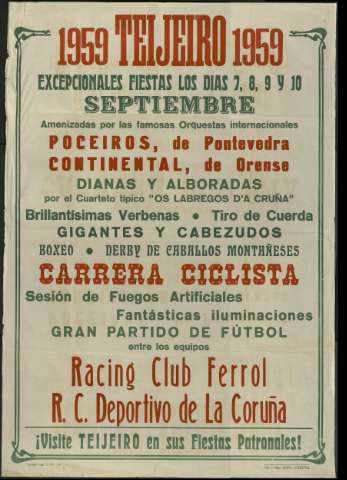 1959 TEIJEIRO 1959
EXCEPCIONALES FIESTAS LOS DIAS 7, 8, 9 Y 10
SEPTIEMBRE
Amenizadas por las famosas Orquestas internacionales
POCEIROS, de Pontevedra
CONTINENTAL, de Orense
DIANAS Y ALBORADAS
por el Cuarteto típico "OS LABREGOS D'A CRUÑA"
Brillantísimas Verbenas • Tiro de Cuerda
GIGANTES Y CABEZUDOS
BOXEO • DERBY DE CABALLOS MONTAÑESES
CARRERA CICLISTA
Sesión de Fuegos Artificiales
Fantásticas iluminaciones
GRAN PARTIDO DE FÚTBOL
entre los equipos
Racing Club Ferrol
R. C. Deportivo de La Coruña
¡Visite TEIJEIRO en sus Fiestas Patronales!